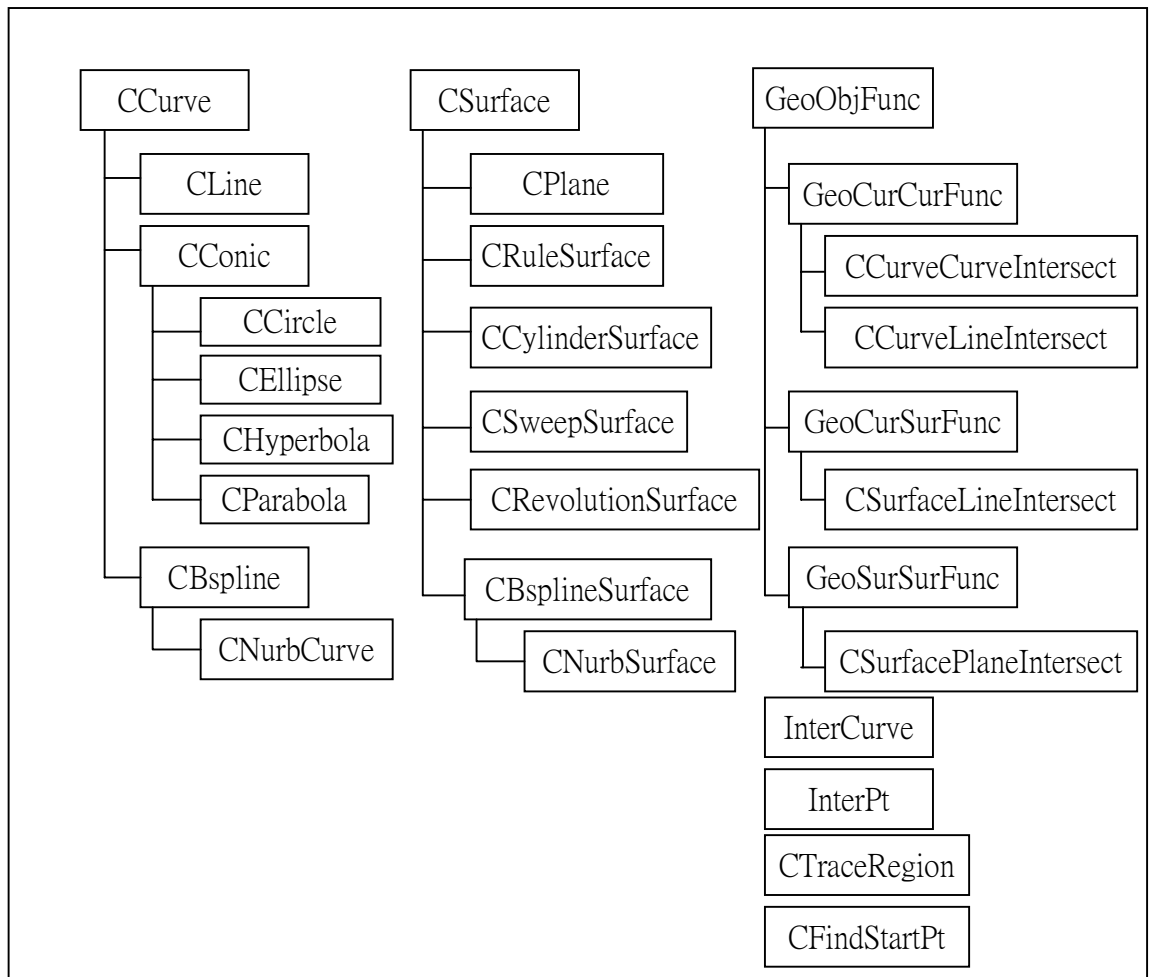 CCurve
CLine
CConic
CCircle
CEllipse
CHyperbola
CParabola
CBspline
CNurbCurve
CSurface
CPlane
CRuleSurface
CCylinderSurface
CSweepSurface
CRevolutionSurface
CBsplineSurface
CNurbSurface
GeoObjFunc
GeoCurCurFunc
CCurveCurveIntersect
CCurveLineIntersect
GeoCurSurFunc
CSurfaceLineIntersect
GeoSurSurFunc
CSurfacePlaneIntersect
InterCurve
InterPt
CTraceRegion
CFindStartPt